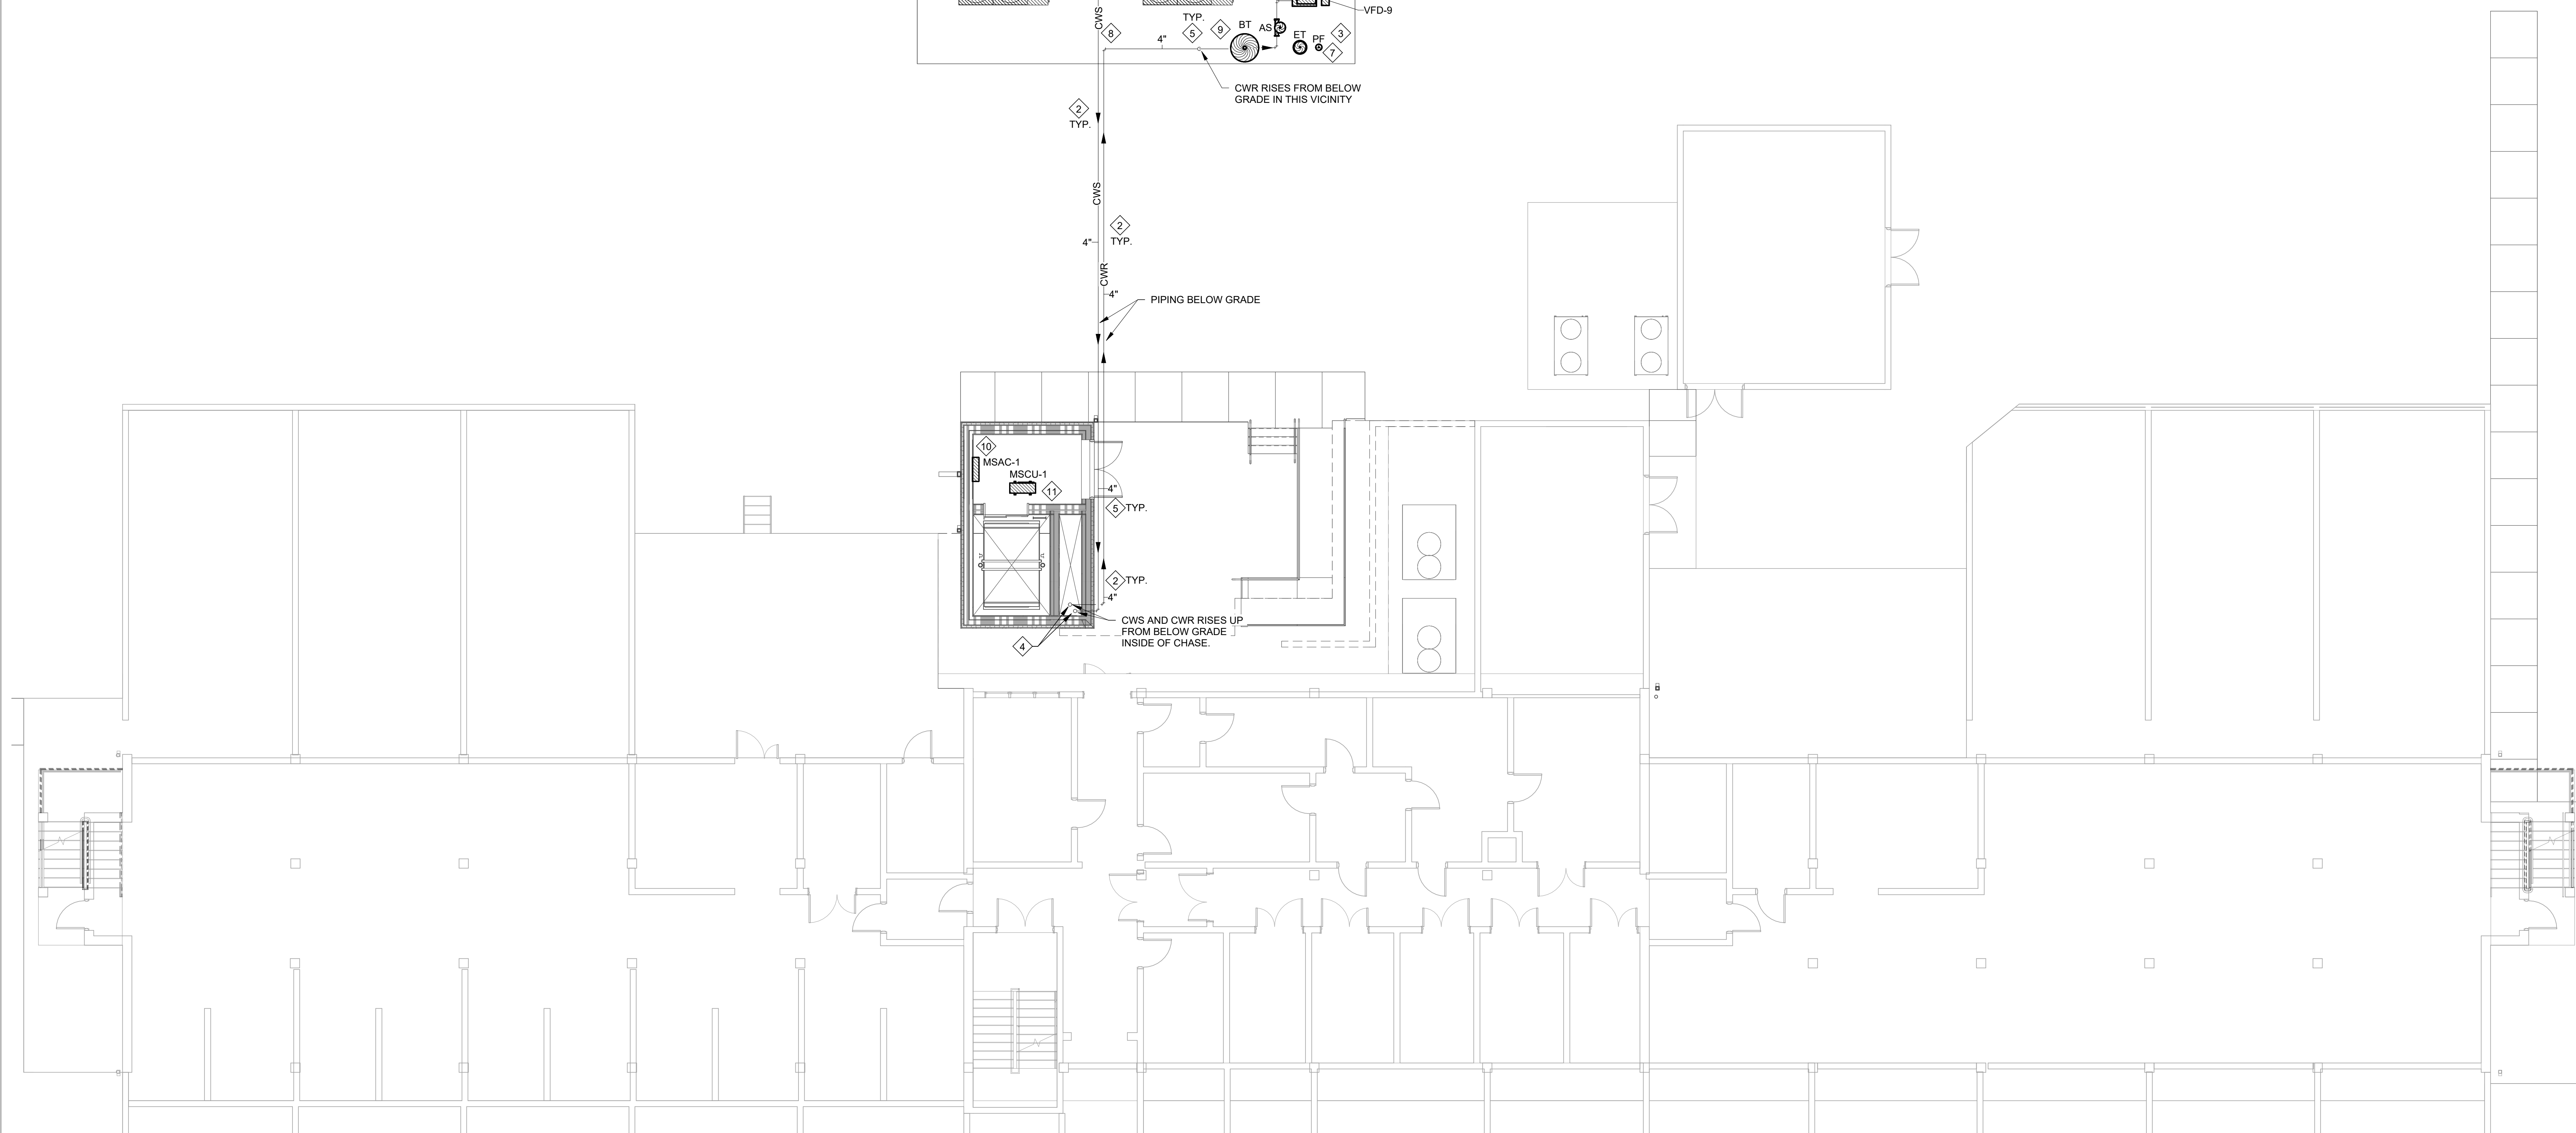 VFD-9
CWS
8
TYP.
5
9
BT
AS
ET
PF
3
7
4"
CWR RISES FROM BELOW
GRADE IN THIS VICINITY
2
TYP.
CWS
2
TYP.
4"
CWR
4"
PIPING BELOW GRADE
10
MSAC-1
MSCU-1
11
4"
5 TYP.
2 TYP.
4"
CWS AND CWR RISES UP
FROM BELOW GRADE
INSIDE OF CHASE.
4